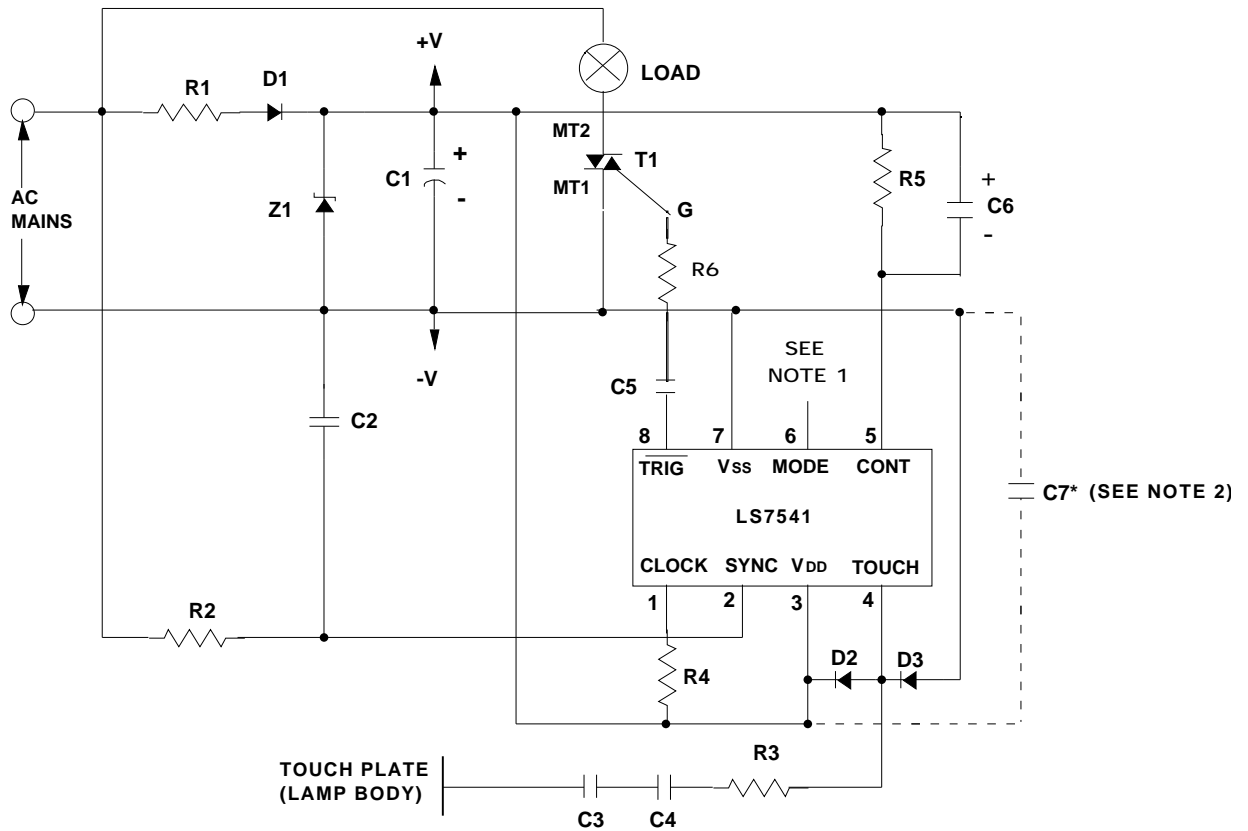 +V
LOAD
R1
D1
MT2
T1
MT1
C1
+
-
Z1
AC
MAINS
G
R5
+
C6
-
R6
-V
SEE
NOTE 1
C5
C2
8
7
6
5
TRIG
VSS
MODE
CONT
C7* (SEE NOTE 2)
LS7541
CLOCK
SYNC
VDD
TOUCH
1
2
3
4
R2
R4
D2
D3
R3
TOUCH PLATE
(LAMP BODY)
C3
C4